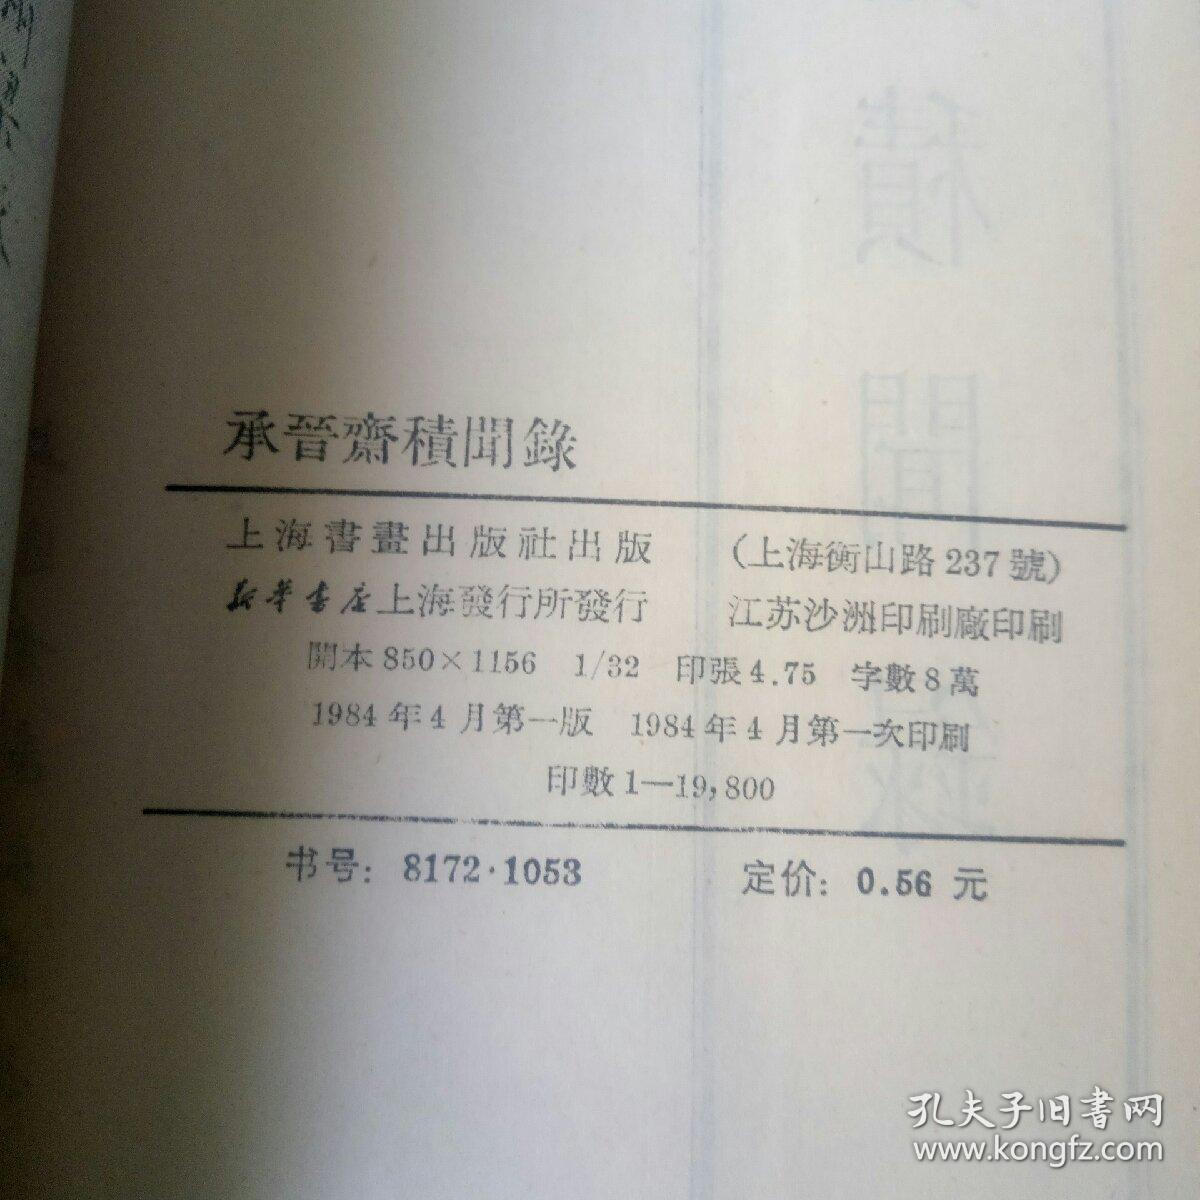 承晉齋積聞錄
上海書畫出版社出版 （上海衡山路237號）
新華書店上海發行所發行 江苏沙洲印刷廠印刷
開本850×1156 1/32 印張4.75 字數8萬
1984年4月第一版 1984年4月第一次印刷
印數1—19,800
书号：8172·1053 定价：0.56元
積聞錄
孔夫子旧书网
www.kongfz.com